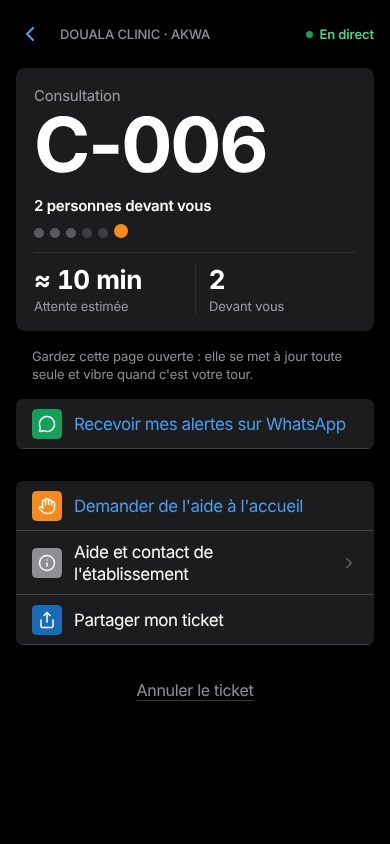 DOUALA CLINIC · AKWA
En direct
Consultation
C-006
2 personnes devant vous
≈ 10 min
Attente estimée
2
Devant vous
Gardez cette page ouverte : elle se met à jour toute
seule et vibre quand c'est votre tour.
Recevoir mes alertes sur WhatsApp
Demander de l'aide à l'accueil
Aide et contact de
l'établissement
Partager mon ticket
Annuler le ticket